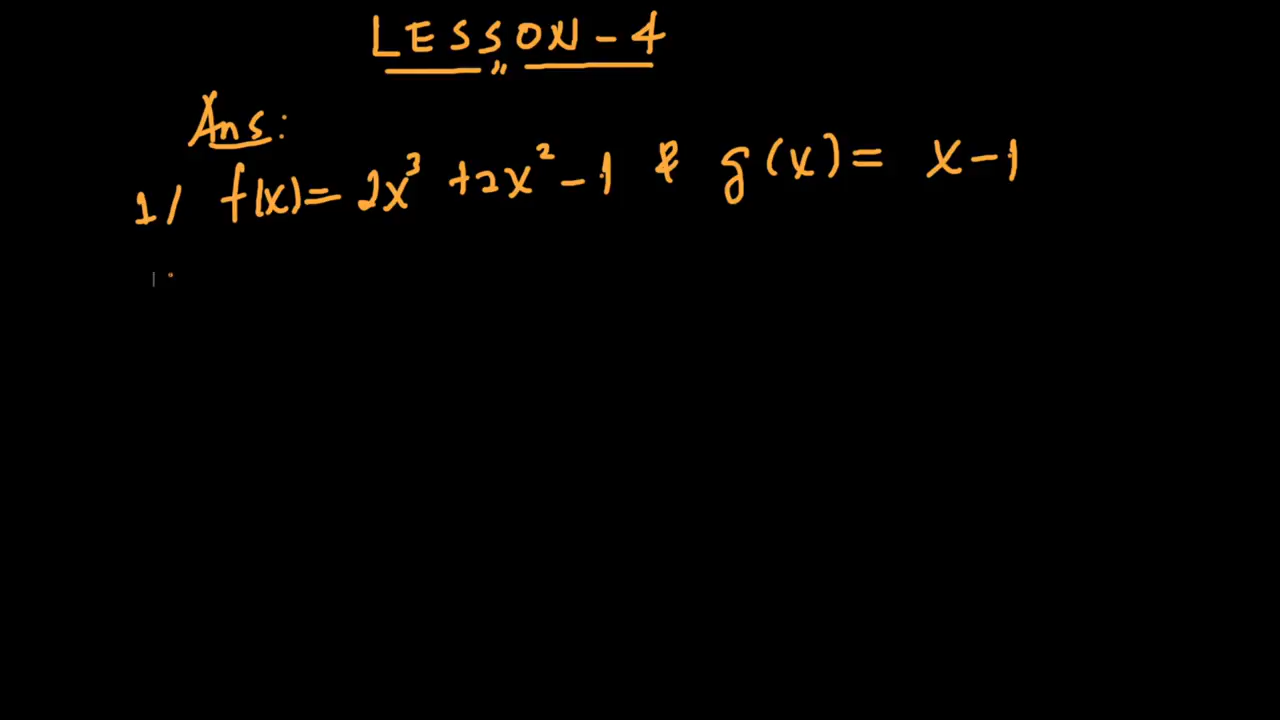 LESSON-4
Ans:
1/ f(x)= 2x³ +2x² -1 & g(x)= x-1